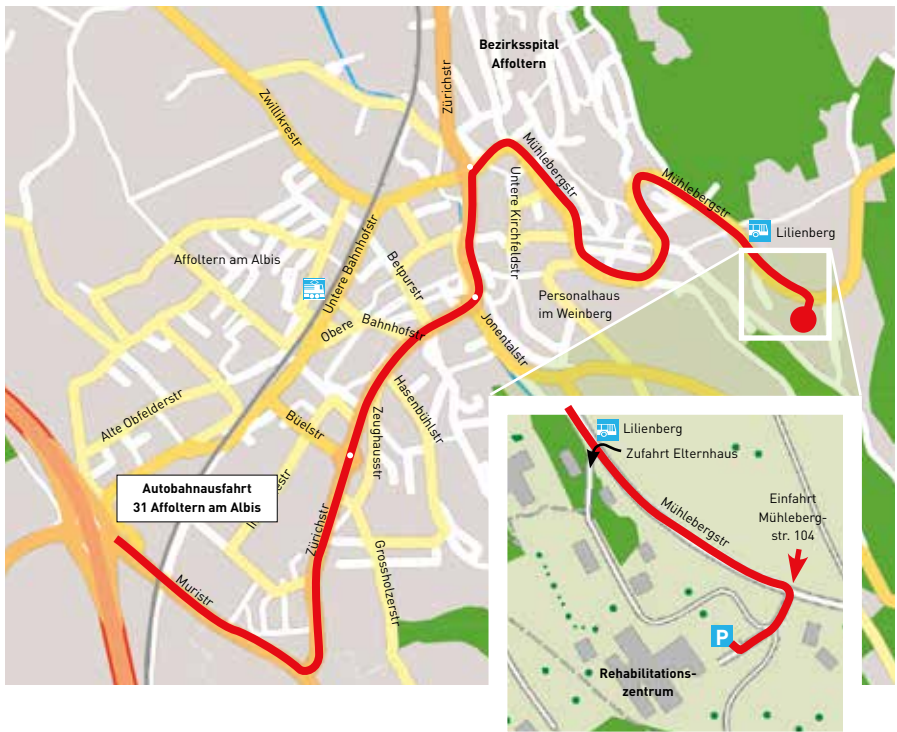 Bezirksspital
Affoltern
Zürichstr
Zwillikrestr
Mühlebergstr
Untere Kirchfeldstr
Mühlebergstr
Lilienberg
Affoltern am Albis
Untere Bahnhofstr
Betpurstr
Personalhaus
im Weinberg
Obere Bahnhofstr
Jonentalstr
Hasenbühlstr
Alte Obfelderstr
Büelstr
Zeughausstr
Autobahnausfahrt
31 Affoltern am Albis
Zürichstr
Grossholzerstr
Muristr
Lilienberg
Zufahrt Elternhaus
Mühlebergstr
Einfahrt
Mühleberg-
str. 104
P
Rehabilitations-
zentrum